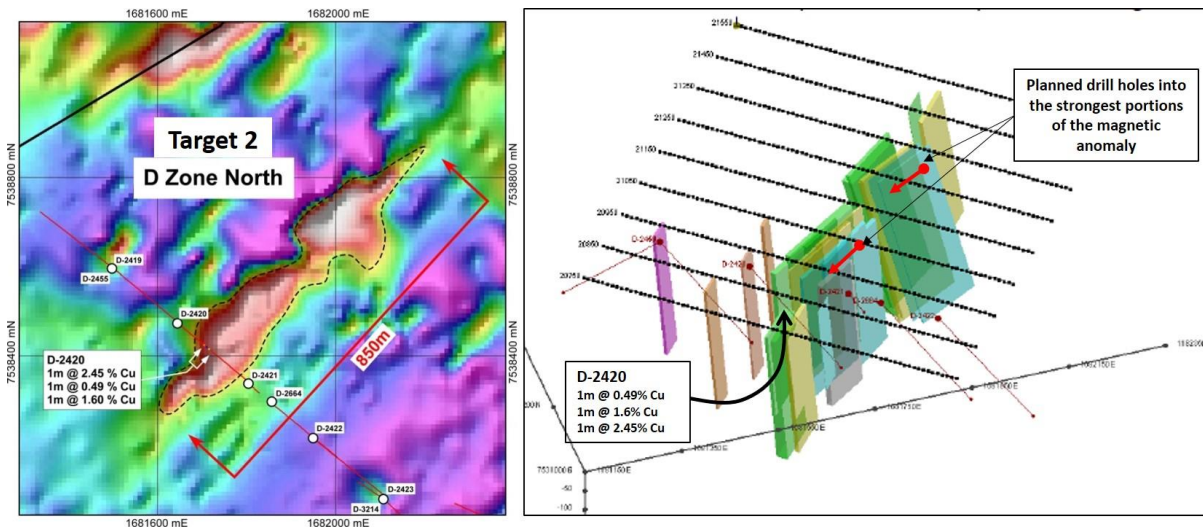 1681600 mE
1682000 mE
7538800 mN
7538400 mN
Target 2
D Zone North
D-2419
D-2455
D-2420
D-2420
1m @ 2.45 % Cu
1m @ 0.49 % Cu
1m @ 1.60 % Cu
850m
D-2421
D-2664
D-2422
D-2423
D-3214
7538800 mN
7538400 mN
1681600 mE
1682000 mE
21550
21450
21350
21250
21150
21050
20950
20850
20750
Planned drill holes into
the strongest portions
of the magnetic
anomaly
D-2422
D-2420
1m @ 0.49% Cu
1m @ 1.6% Cu
1m @ 2.45% Cu
-50
-100